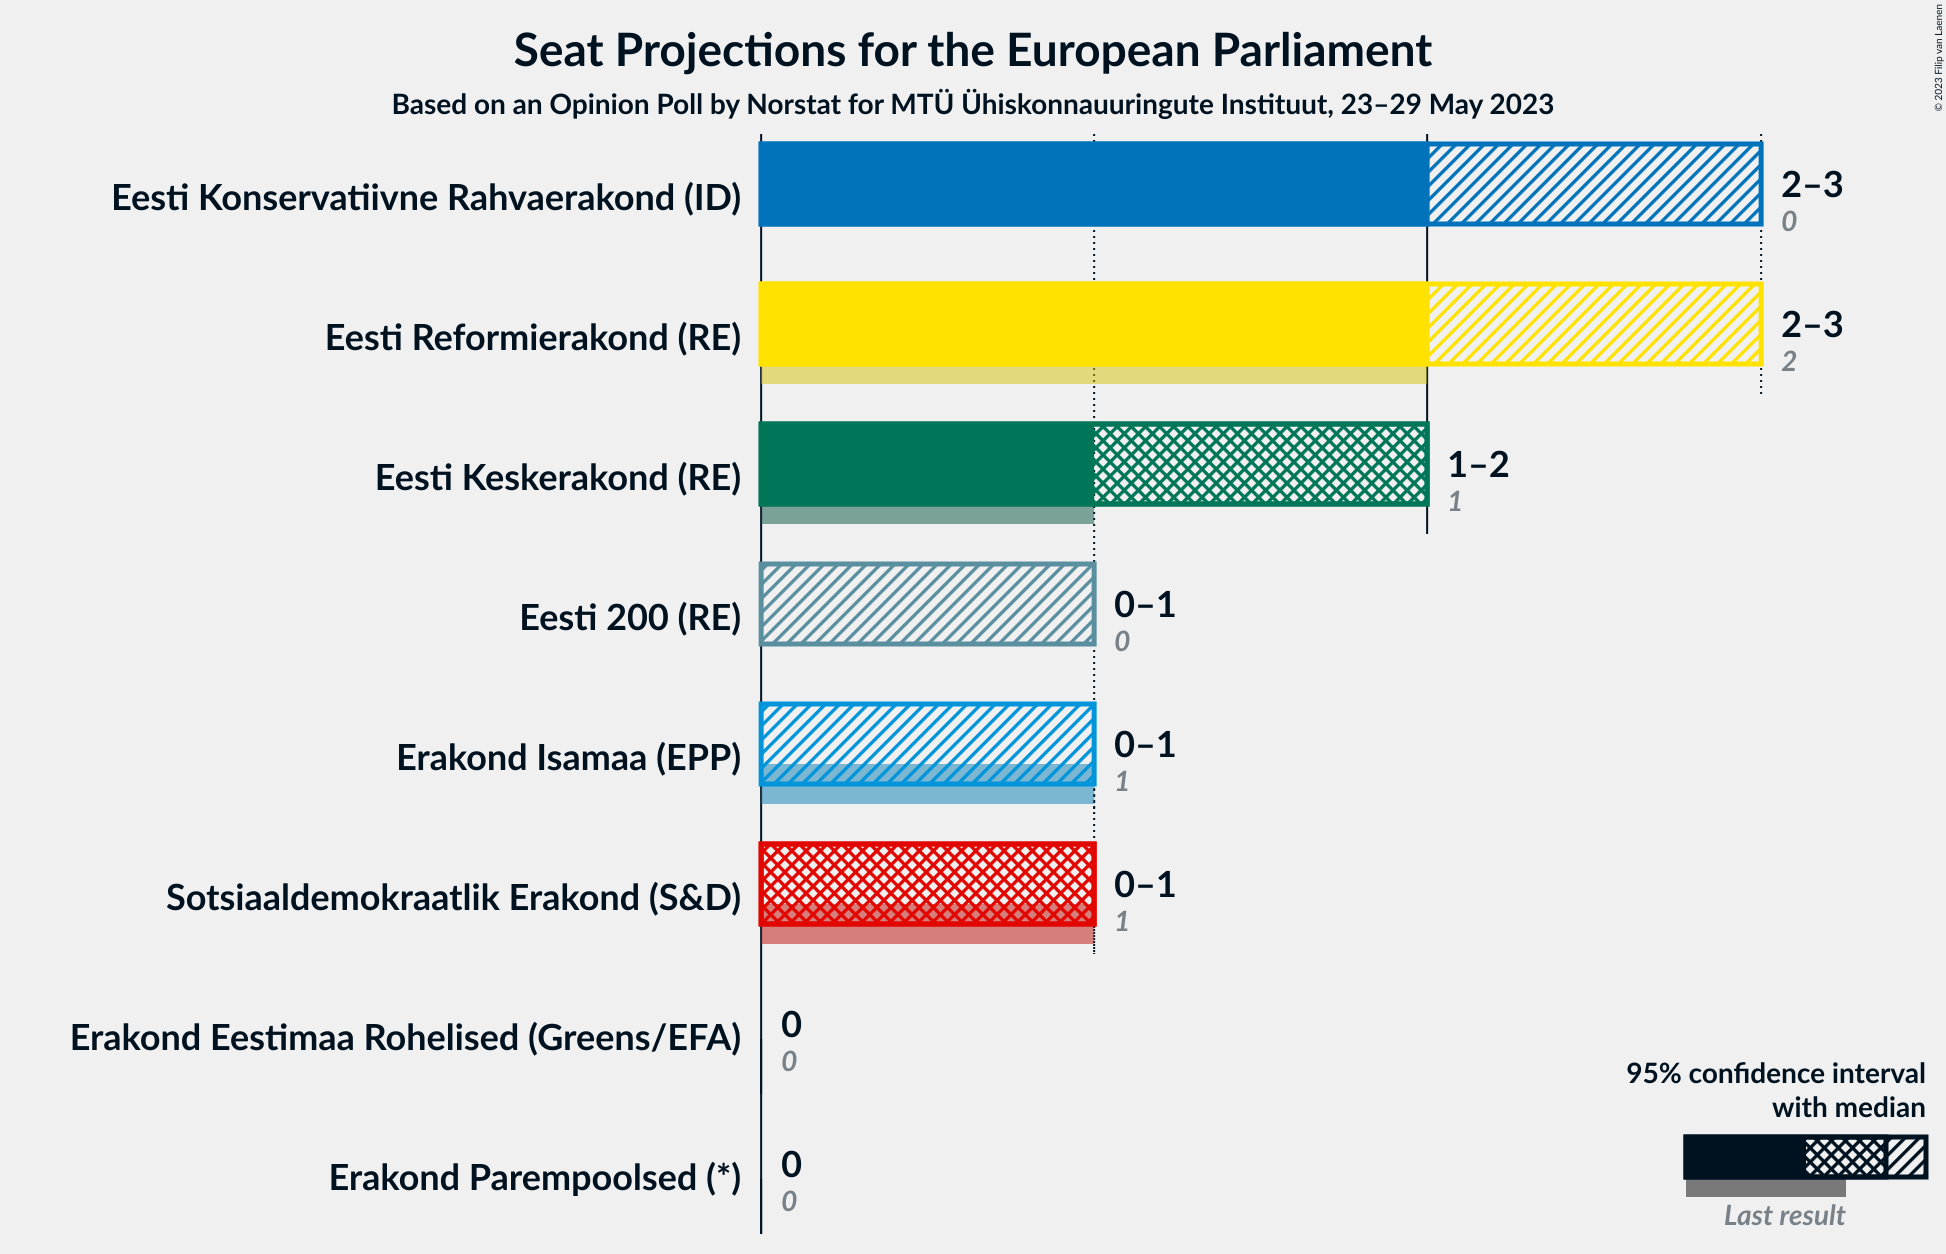 Seat Projections for the European Parliament
Based on an Opinion Poll by Norstat for MTÜ Ühiskonnauuringute Instituut, 23–29 May 2023
© 2023 Filip van Laenen
Eesti Konservatiivne Rahvaerakond (ID)
2–3
0
Eesti Reformierakond (RE)
2–3
2
Eesti Keskerakond (RE)
1–2
1
Eesti 200 (RE)
0–1
0
Erakond Isamaa (EPP)
0–1
1
Sotsiaaldemokraatlik Erakond (S&D)
0–1
1
Erakond Eestimaa Rohelised (Greens/EFA)
0
0
Erakond Parempoolsed (*)
0
0
95% confidence interval
with median
Last result